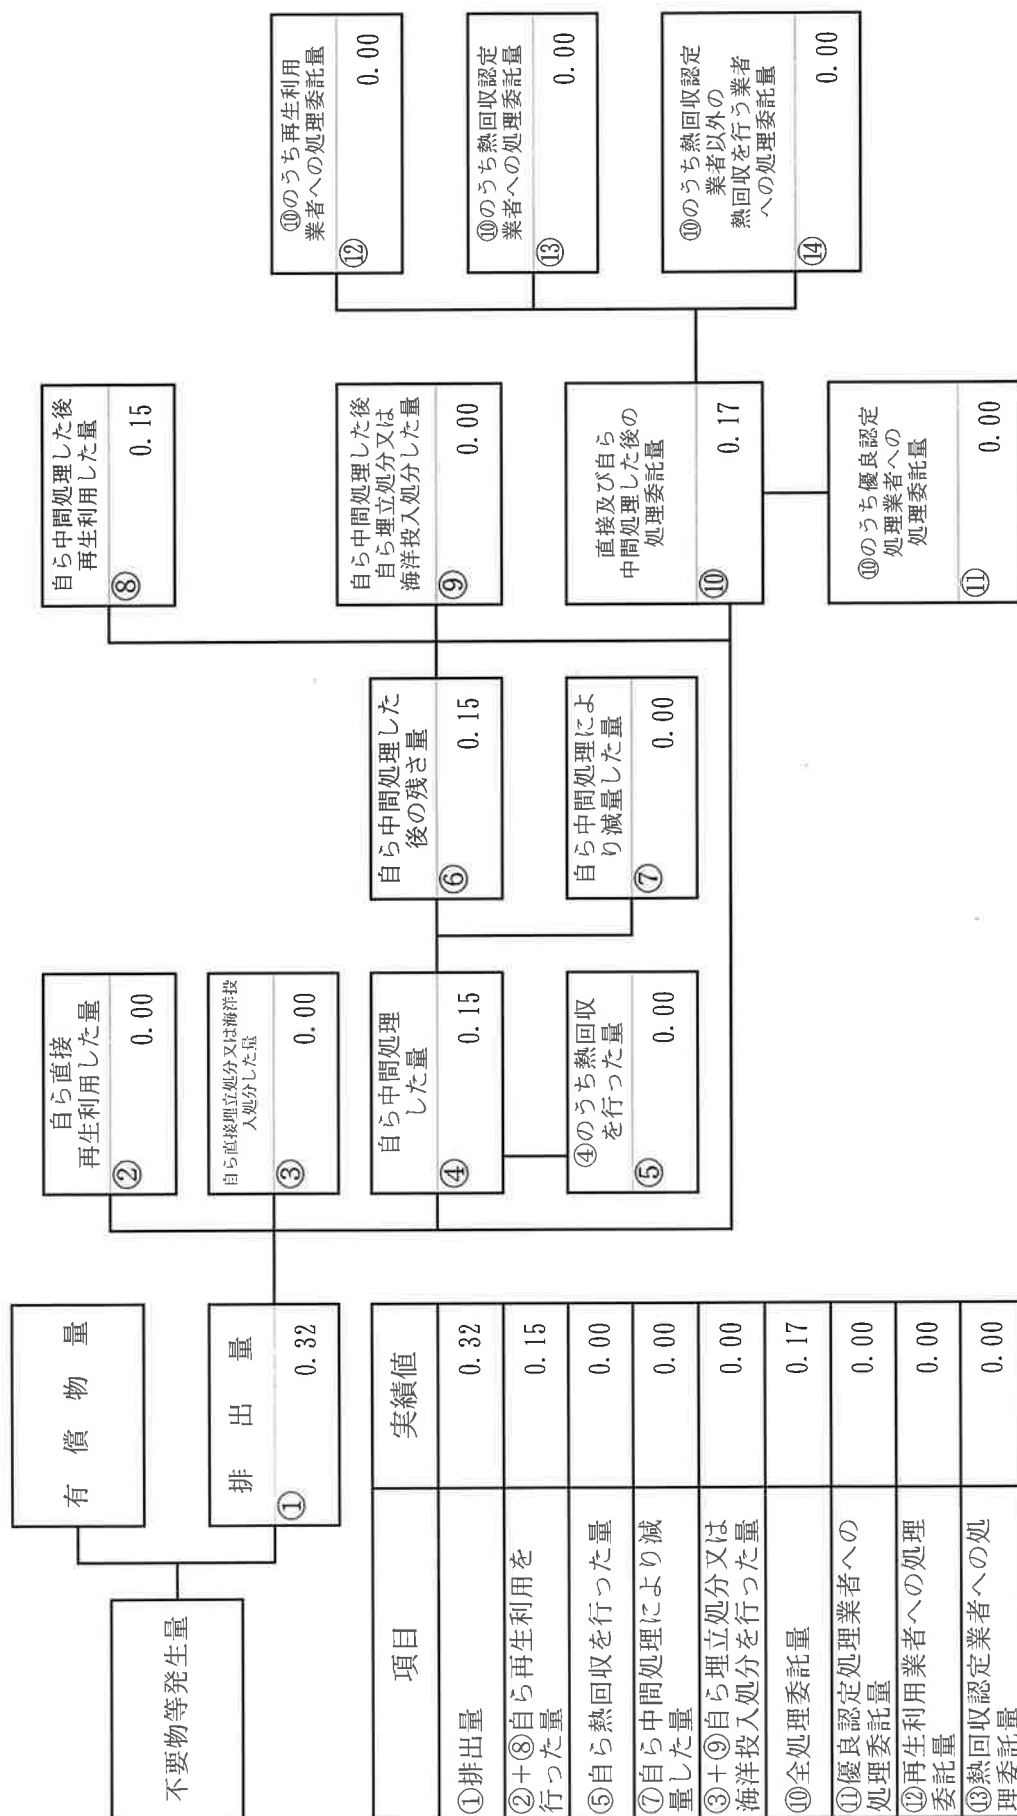 不要物等発生量
有償物量
排出量
①
0.32
自ら直接
再生利用した量
②
0.00
自ら直接埋立処分又は海洋投
入処分した量
③
0.00
自ら中間処理
した量
④
0.15
④のうち熱回収
を行った量
⑤
0.00
自ら中間処理した
後の残さ量
⑥
0.15
自ら中間処理によ
り減量した量
⑦
0.00
自ら中間処理した後
再生利用した量
⑧
0.15
自ら中間処理した後
自ら埋立処分又は
海洋投入処分した量
⑨
0.00
直接及び自ら
中間処理した後の
処理委託量
⑩
0.17
⑩のうち優良認定
処理業者への
処理委託量
⑪
0.00
⑩のうち再生利用
業者への処理委託量
⑫
0.00
⑩のうち熱回収認定
業者への処理委託量
⑬
0.00
⑩のうち熱回収認定
業者以外の
熱回収を行う業者
への処理委託量
⑭
0.00
項目 実績値
①排出量 0.32
②+⑧自ら再生利用を
行った量 0.15
⑤自ら熱回収を行った量 0.00
⑦自ら中間処理により減
量した量 0.00
③+⑨自ら埋立処分又は
海洋投入処分を行った量 0.00
⑩全処理委託量 0.17
⑪優良認定処理業者への
処理委託量 0.00
⑫再生利用業者への処理
委託量 0.00
⑬熱回収認定業者への処
理委託量 0.00